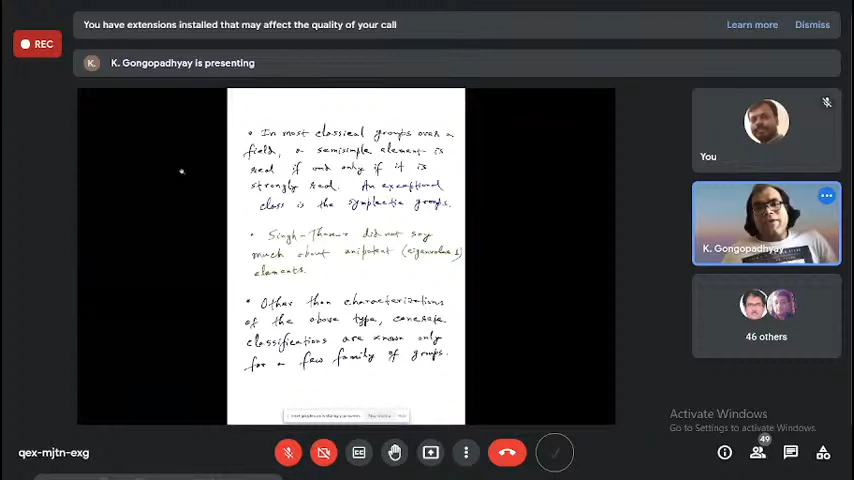 You have extensions installed that may affect the quality of your call
Learn more
Dismiss
REC
K.
K. Gongopadhyay is presenting
• In most classical groups over a
field, a semisimple element is
real if and only if it is
strongly real. An exceptional
class is the symplectic groups.
• Singh-Thakur did not say
much about unipotent (eigenvalue 1)
elements.
• Other than characterizations
of the above type, concrete
classifications are known only
for a few family of groups.
You
K. Gongopadhyay
46 others
Activate Windows
Go to Settings to activate Windows.
qex-mjtn-exg
49